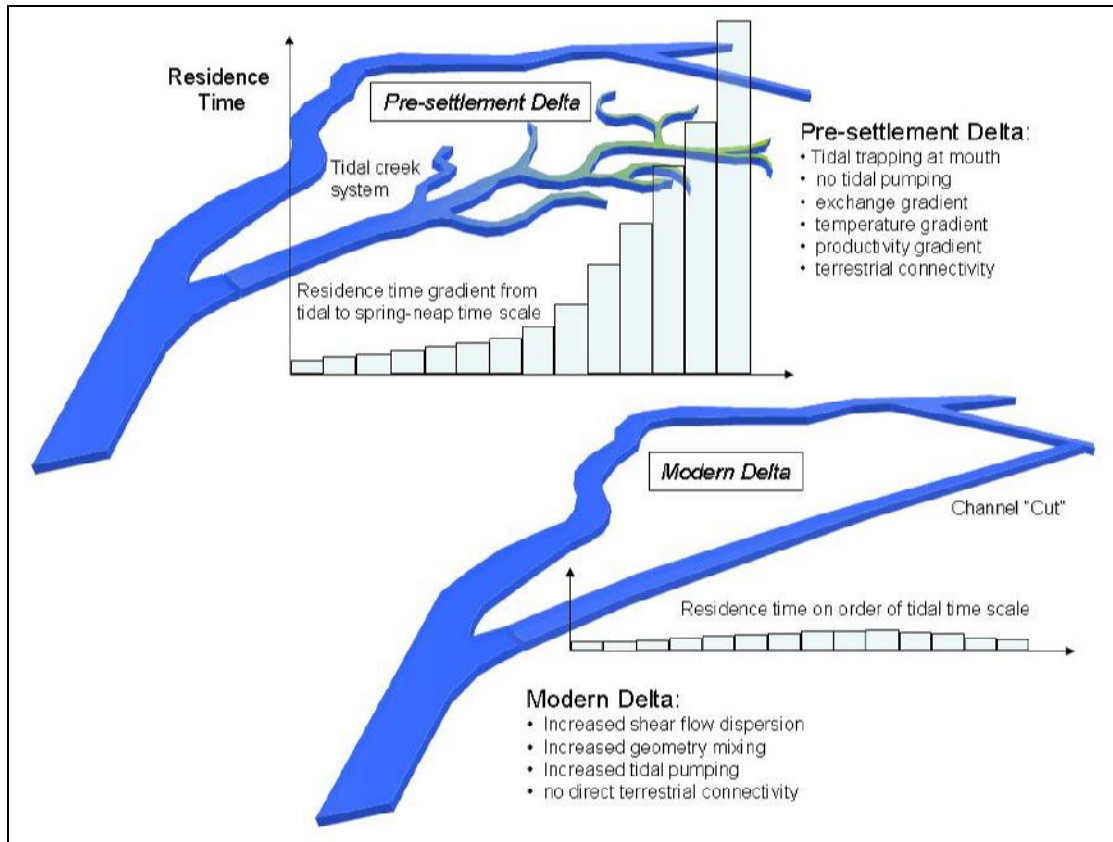 Residence
Time
Pre-settlement Delta
Tidal creek
system
Residence time gradient from
tidal to spring-neap time scale
Pre-settlement Delta:
• Tidal trapping at mouth
• no tidal pumping
• exchange gradient
• temperature gradient
• productivity gradient
• terrestrial connectivity
Modern Delta
Channel "Cut"
Residence time on order of tidal time scale
Modern Delta:
• Increased shear flow dispersion
• Increased geometry mixing
• Increased tidal pumping
• no direct terrestrial connectivity